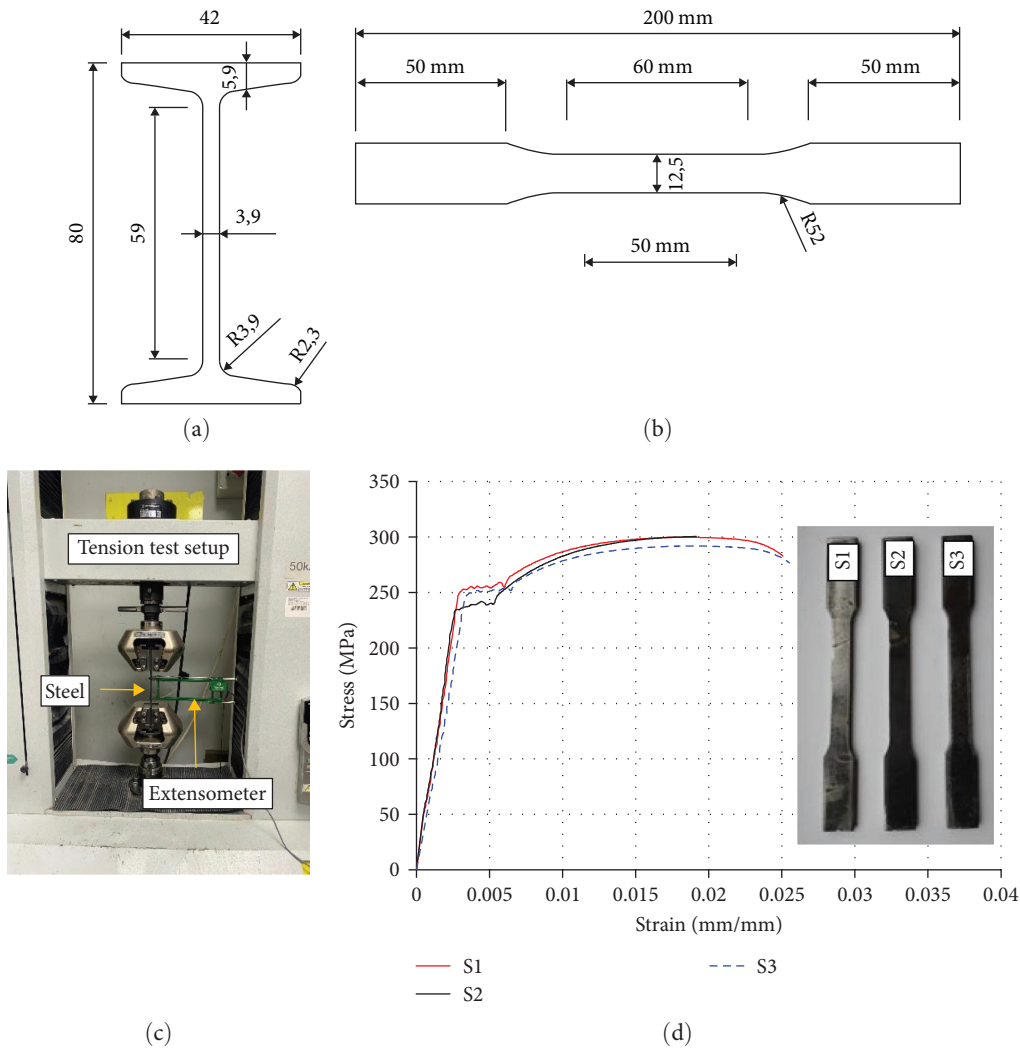 42
5,9
80
59
3,9
R3,9
R2,3
(a)
200 mm
50 mm
60 mm
50 mm
12,5
R52
50 mm
(b)
Tension test setup
50k
Steel
Extensometer
(c)
350
300
250
200
150
100
50
0
Stress (MPa)
0
0.005
0.01
0.015
0.02
0.025
0.03
0.035
0.04
Strain (mm/mm)
S1
S2
S3
S1
S2
S3
(d)